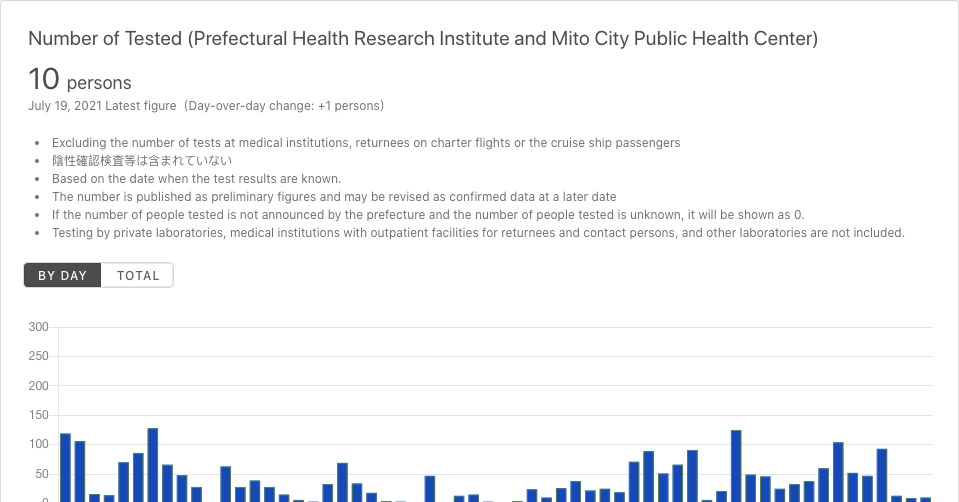 Number of Tested (Prefectural Health Research Institute and Mito City Public Health Center)
10 persons
July 19, 2021 Latest figure  (Day-over-day change: +1 persons)
• Excluding the number of tests at medical institutions, returnees on charter flights or the cruise ship passengers
• 陰性確認検査等は含まれていない
• Based on the date when the test results are known.
• The number is published as preliminary figures and may be revised as confirmed data at a later date
• If the number of people tested is not announced by the prefecture and the number of people tested is unknown, it will be shown as 0.
• Testing by private laboratories, medical institutions with outpatient facilities for returnees and contact persons, and other laboratories are not included.
BY DAY TOTAL
300
250
200
150
100
50
0